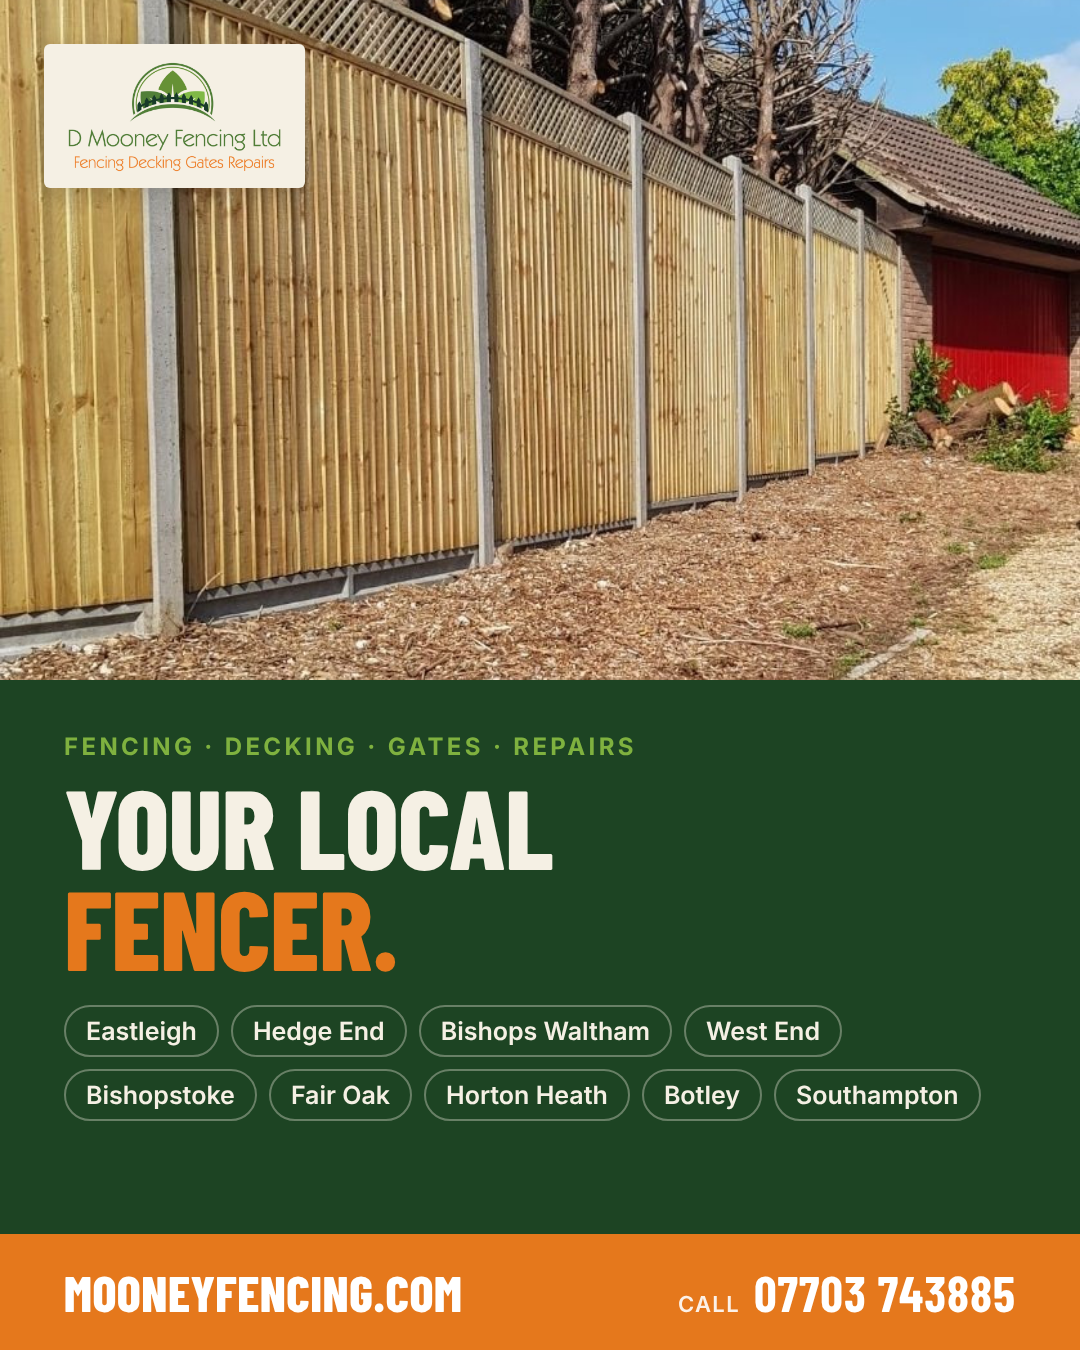 D Mooney Fencing Ltd
Fencing Decking Gates Repairs
FENCING · DECKING · GATES · REPAIRS
YOUR LOCAL
FENCER.
Eastleigh Hedge End Bishops Waltham West End
Bishopstoke Fair Oak Horton Heath Botley Southampton
MOONEYFENCING.COM CALL 07703 743885